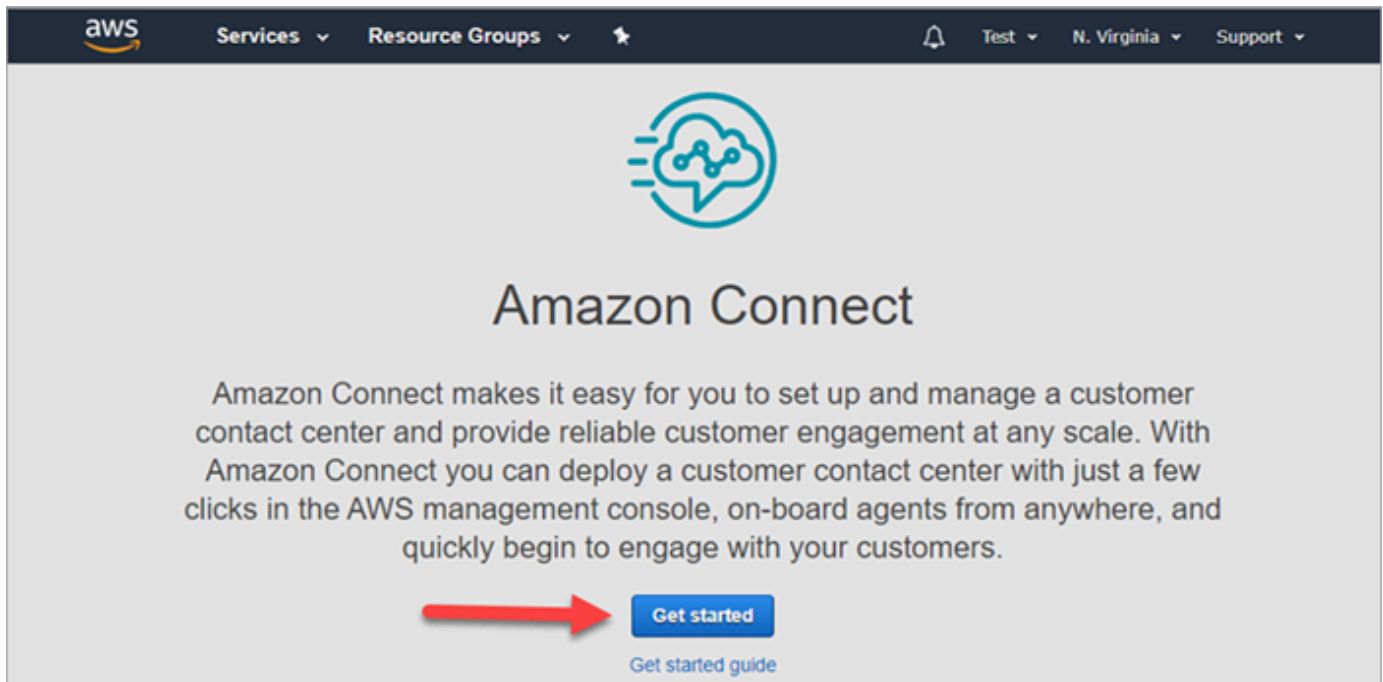 aws Services Resource Groups Test N. Virginia Support
Amazon Connect
Amazon Connect makes it easy for you to set up and manage a customer
contact center and provide reliable customer engagement at any scale. With
Amazon Connect you can deploy a customer contact center with just a few
clicks in the AWS management console, on-board agents from anywhere, and
quickly begin to engage with your customers.
Get started
Get started guide